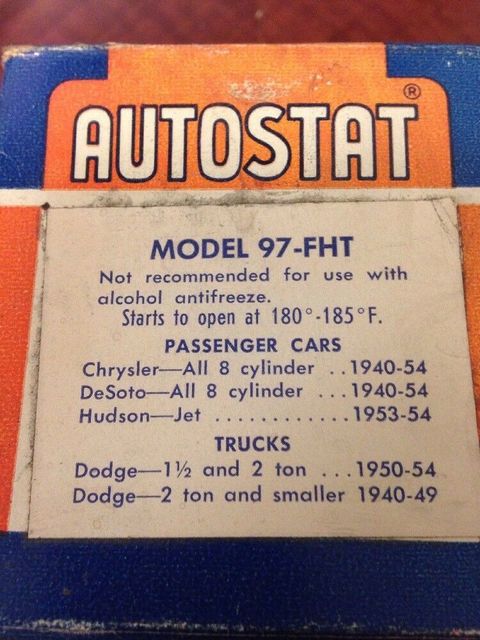 AUTOSTAT®
MODEL 97-FHT
Not recommended for use with
alcohol antifreeze.
Starts to open at 180°-185°F.
PASSENGER CARS
Chrysler—All 8 cylinder ..1940-54
DeSoto—All 8 cylinder ...1940-54
Hudson—Jet ............1953-54
TRUCKS
Dodge—1½ and 2 ton ...1950-54
Dodge—2 ton and smaller 1940-49